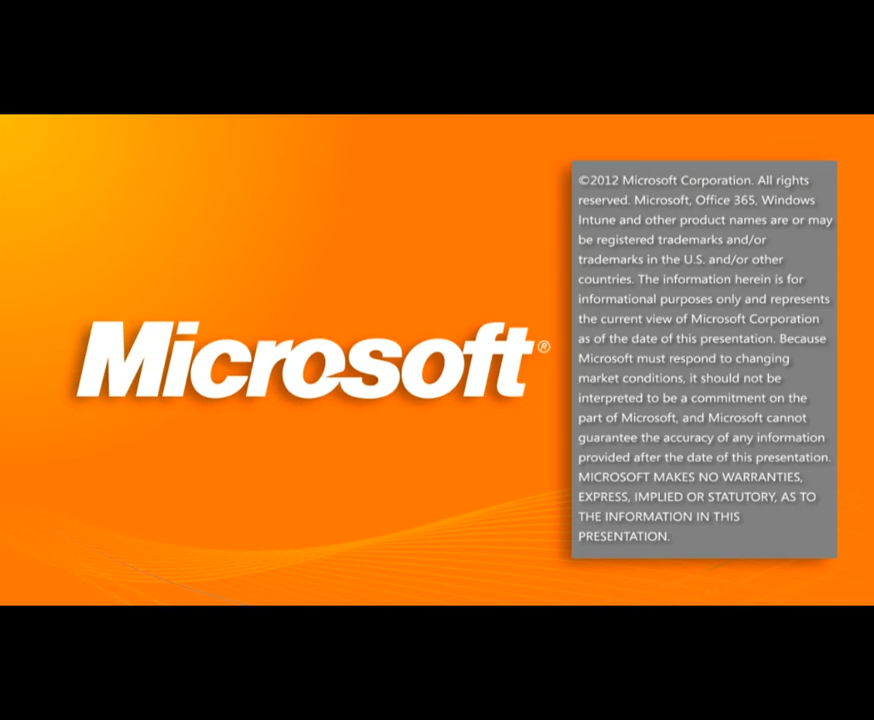 Microsoft®
©2012 Microsoft Corporation. All rights
reserved. Microsoft, Office 365, Windows
Intune and other product names are or may
be registered trademarks and/or
trademarks in the U.S. and/or other
countries. The information herein is for
informational purposes only and represents
the current view of Microsoft Corporation
as of the date of this presentation. Because
Microsoft must respond to changing
market conditions, it should not be
interpreted to be a commitment on the
part of Microsoft, and Microsoft cannot
guarantee the accuracy of any information
provided after the date of this presentation.
MICROSOFT MAKES NO WARRANTIES,
EXPRESS, IMPLIED OR STATUTORY, AS TO
THE INFORMATION IN THIS
PRESENTATION.